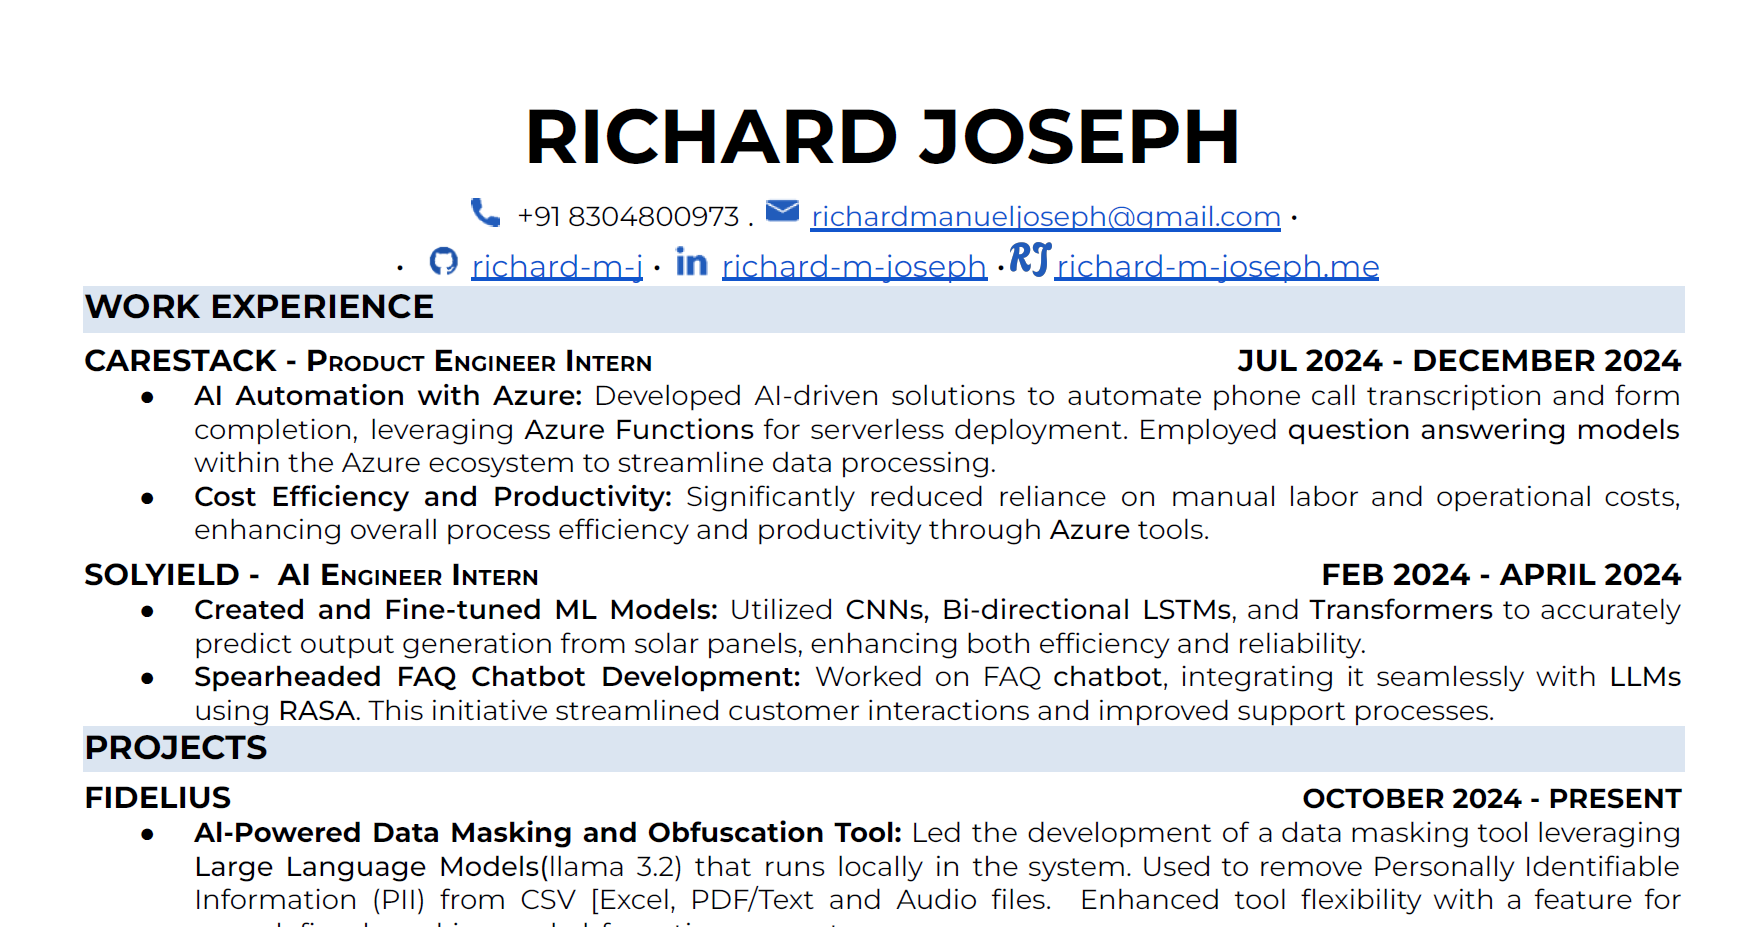 RICHARD JOSEPH
+91 8304800973 . richardmanueljoseph@gmail.com •
• richard-m-j • in richard-m-joseph • RJ richard-m-joseph.me
WORK EXPERIENCE
CARESTACK - PRODUCT ENGINEER INTERN JUL 2024 - DECEMBER 2024
● AI Automation with Azure: Developed AI-driven solutions to automate phone call transcription and form
completion, leveraging Azure Functions for serverless deployment. Employed question answering models
within the Azure ecosystem to streamline data processing.
● Cost Efficiency and Productivity: Significantly reduced reliance on manual labor and operational costs,
enhancing overall process efficiency and productivity through Azure tools.
SOLYIELD - AI ENGINEER INTERN FEB 2024 - APRIL 2024
● Created and Fine-tuned ML Models: Utilized CNNs, Bi-directional LSTMs, and Transformers to accurately
predict output generation from solar panels, enhancing both efficiency and reliability.
● Spearheaded FAQ Chatbot Development: Worked on FAQ chatbot, integrating it seamlessly with LLMs
using RASA. This initiative streamlined customer interactions and improved support processes.
PROJECTS
FIDELIUS OCTOBER 2024 - PRESENT
● AI-Powered Data Masking and Obfuscation Tool: Led the development of a data masking tool leveraging
Large Language Models(llama 3.2) that runs locally in the system. Used to remove Personally Identifiable
Information (PII) from CSV [Excel, PDF/Text and Audio files. Enhanced tool flexibility with a feature for